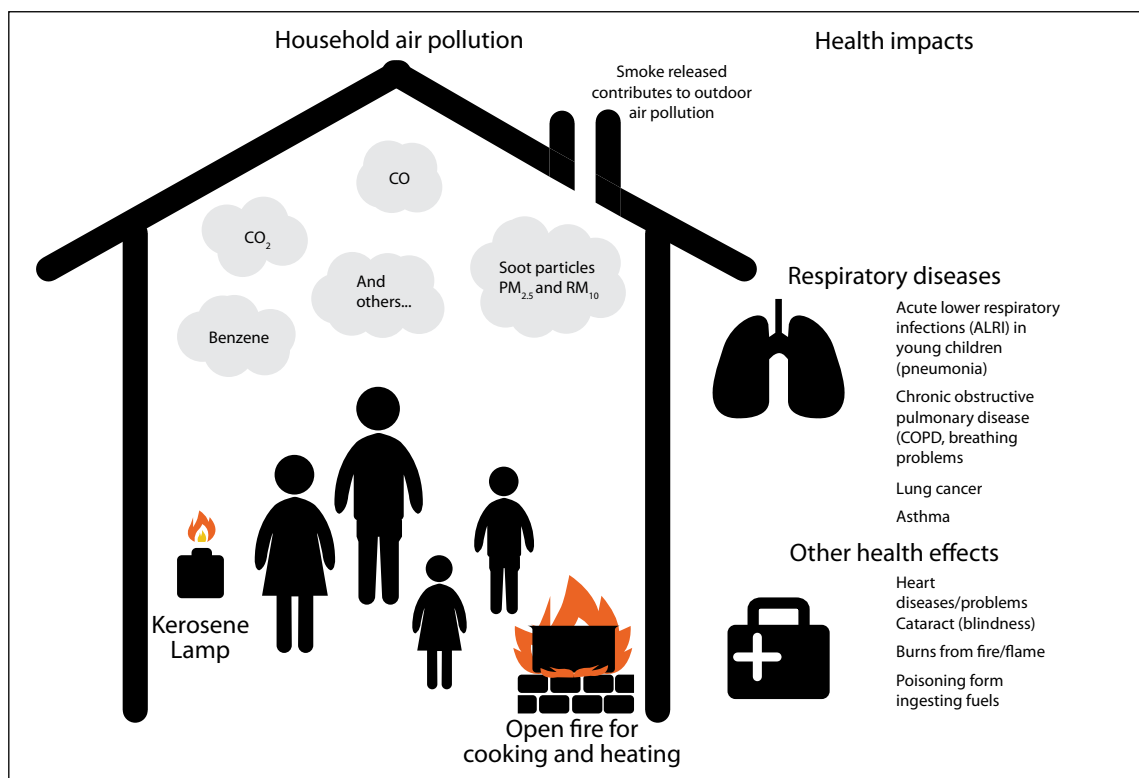 Household air pollution
Health impacts
Smoke released
contributes to outdoor
air pollution
CO
CO2
And
others...
Soot particles
PM2.5 and RM10
Benzene
Kerosene
Lamp
Open fire for
cooking and heating
Respiratory diseases
Acute lower respiratory
infections (ALRI) in
young children
(pneumonia)
Chronic obstructive
pulmonary disease
(COPD, breathing
problems
Lung cancer
Asthma
Other health effects
Heart
diseases/problems
Cataract (blindness)
Burns from fire/flame
Poisoning form
ingesting fuels